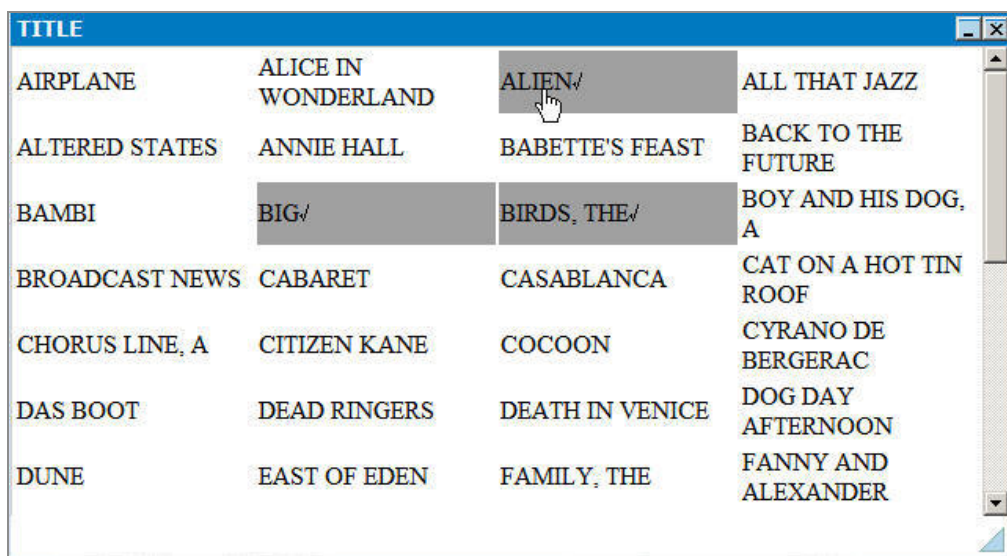 TITLE
AIRPLANE
ALICE IN
WONDERLAND
ALIEN√
ALL THAT JAZZ
ALTERED STATES
ANNIE HALL
BABETTE'S FEAST
BACK TO THE
FUTURE
BAMBI
BIG√
BIRDS, THE√
BOY AND HIS DOG,
A
BROADCAST NEWS
CABARET
CASABLANCA
CAT ON A HOT TIN
ROOF
CHORUS LINE, A
CITIZEN KANE
COCOON
CYRANO DE
BERGERAC
DAS BOOT
DEAD RINGERS
DEATH IN VENICE
DOG DAY
AFTERNOON
DUNE
EAST OF EDEN
FAMILY, THE
FANNY AND
ALEXANDER